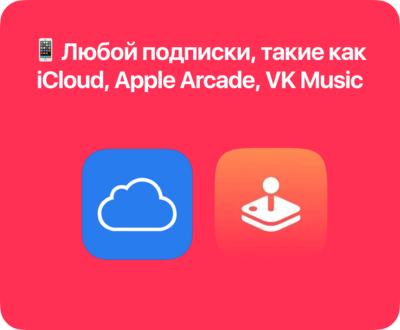 📱 Любой подписки, такие как
iCloud, Apple Arcade, VK Music